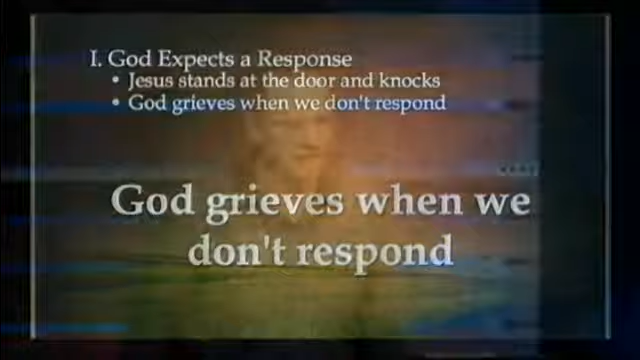 I. God Expects a Response
• Jesus stands at the door and knocks
• God grieves when we don't respond
God grieves when we
don't respond